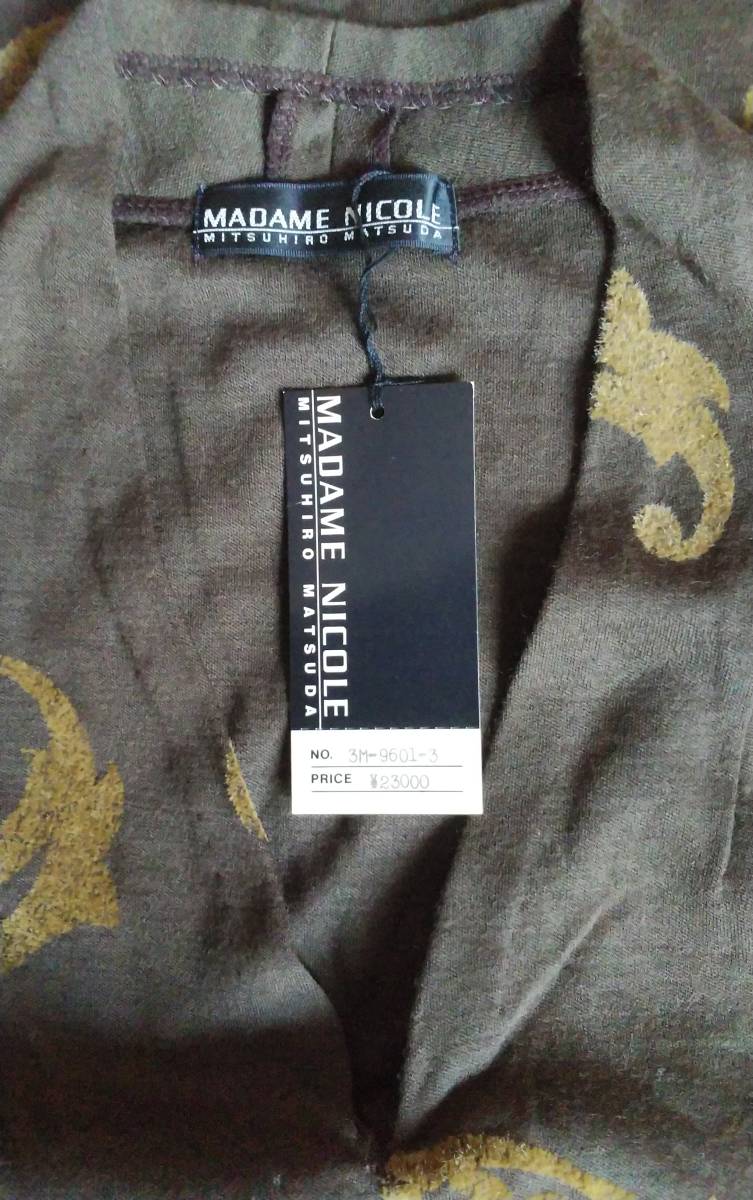 MADAME NICOLE
MITSUHIRO MATSUDA
MADAME NICOLE
MITSUHIRO MATSUDA
NO. 3M-9601-3
PRICE ¥23000